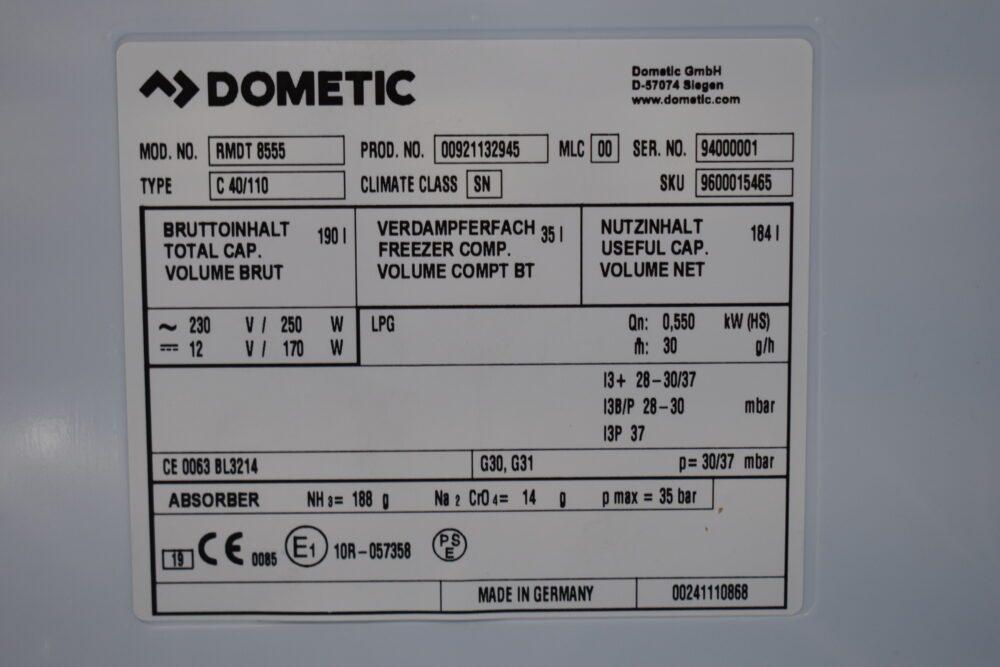 DOMETIC
Dometic GmbH
D-57074 Siegen
www.dometic.com
MOD. NO. RMDT 8555 PROD. NO. 00921132945 MLC 00 SER. NO. 94000001
TYPE C 40/110 CLIMATE CLASS SN SKU 9600015465
BRUTTOINHALT 190 l
TOTAL CAP.
VOLUME BRUT
VERDAMPFERFACH 35 l
FREEZER COMP.
VOLUME COMPT BT
NUTZINHALT 184 l
USEFUL CAP.
VOLUME NET
~ 230 V / 250 W
⎓ 12 V / 170 W
LPG Qn: 0,550 kW (HS)
ṁ: 30 g/h
I3+ 28-30/37
I3B/P 28-30 mbar
I3P 37
CE 0063 BL3214 G30, G31 p= 30/37 mbar
ABSORBER NH₃= 188 g Na₂ CrO₄= 14 g p max = 35 bar
19 CE 0085 E1 10R-057358 PS E
MADE IN GERMANY 00241110868